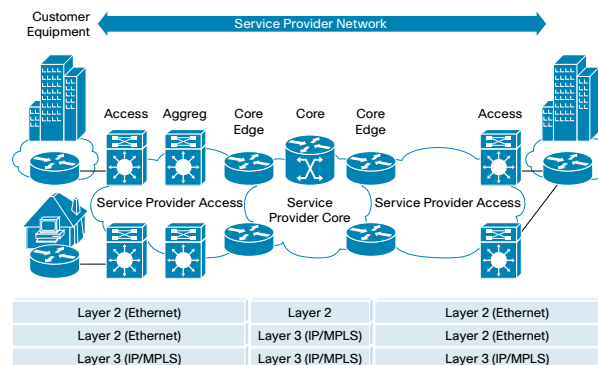 Customer
Equipment
Service Provider Network
Access
Aggreg
Core
Edge
Core
Core
Edge
Access
Service Provider Access
Service
Provider Core
Service Provider Access
Layer 2 (Ethernet)
Layer 2
Layer 2 (Ethernet)
Layer 2 (Ethernet)
Layer 3 (IP/MPLS)
Layer 2 (Ethernet)
Layer 3 (IP/MPLS)
Layer 3 (IP/MPLS)
Layer 3 (IP/MPLS)